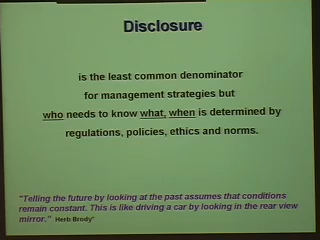 Disclosure
is the least common denominator
for management strategies but
who needs to know what, when is determined by
regulations, policies, ethics and norms.
"Telling the future by looking at the past assumes that conditions
remain constant. This is like driving a car by looking in the rear view
mirror." Herb Brody"